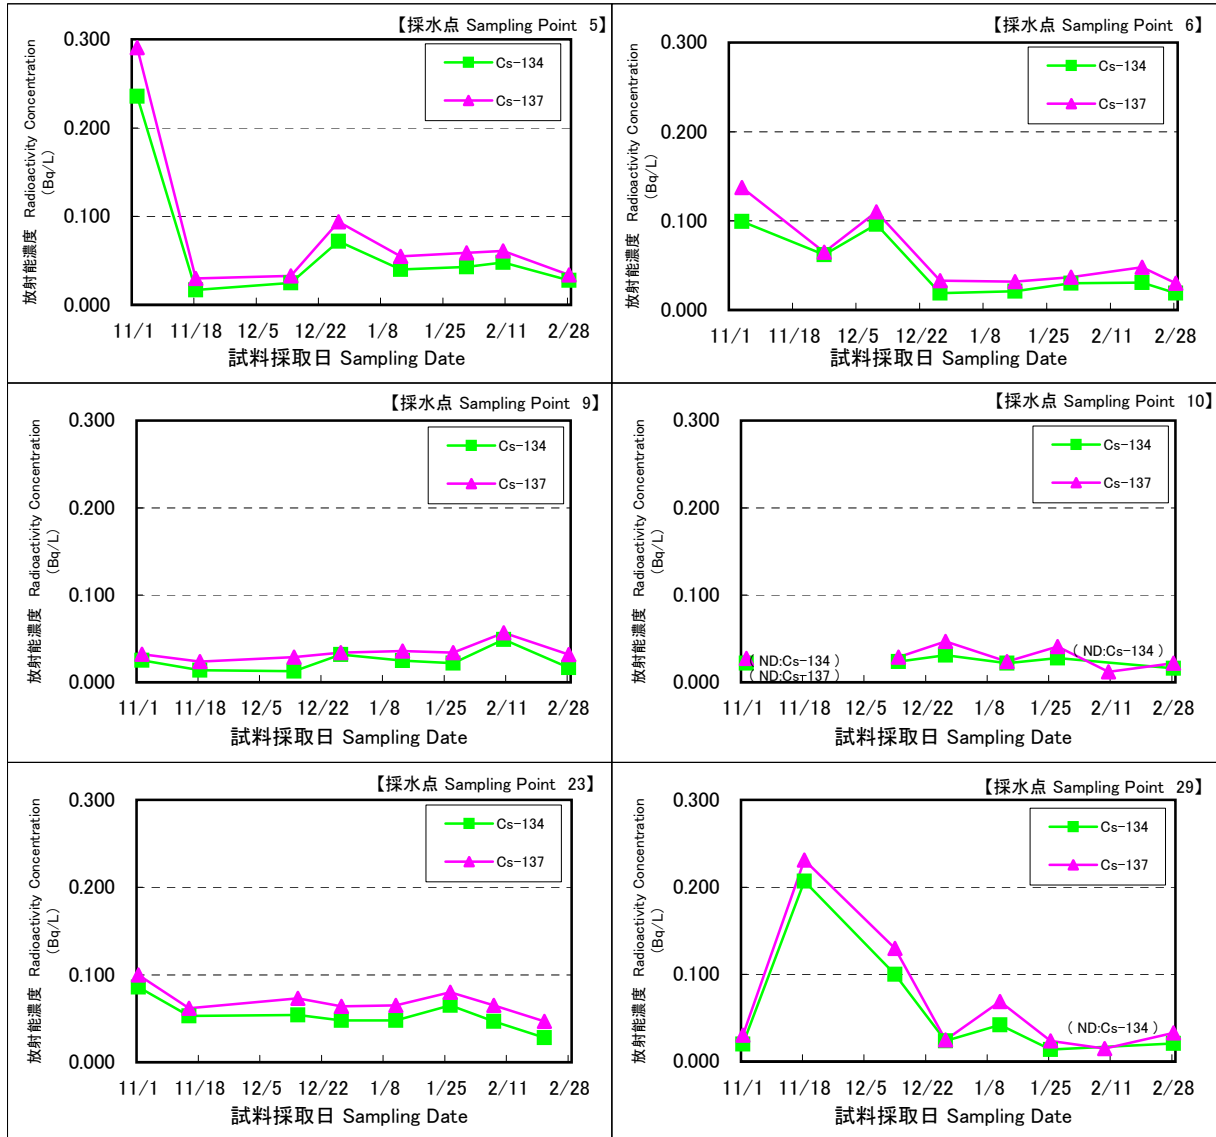 【採水点 Sampling Point 5】
放射能濃度 Radioactivity Concentration
(Bq/L)
0.300
0.200
0.100
0.000
Cs-134
Cs-137
11/1 11/18 12/5 12/22 1/8 1/25 2/11 2/28
試料採取日 Sampling Date
【採水点 Sampling Point 6】
放射能濃度 Radioactivity Concentration
(Bq/L)
0.300
0.200
0.100
0.000
Cs-134
Cs-137
11/1 11/18 12/5 12/22 1/8 1/25 2/11 2/28
試料採取日 Sampling Date
【採水点 Sampling Point 9】
放射能濃度 Radioactivity Concentration
(Bq/L)
0.300
0.200
0.100
0.000
Cs-134
Cs-137
11/1 11/18 12/5 12/22 1/8 1/25 2/11 2/28
試料採取日 Sampling Date
【採水点 Sampling Point 10】
放射能濃度 Radioactivity Concentration
(Bq/L)
0.300
0.200
0.100
0.000
Cs-134
Cs-137
(ND:Cs-134)
(ND:Cs-134)
(ND:Cs-137)
11/1 11/18 12/5 12/22 1/8 1/25 2/11 2/28
試料採取日 Sampling Date
【採水点 Sampling Point 23】
放射能濃度 Radioactivity Concentration
(Bq/L)
0.300
0.200
0.100
0.000
Cs-134
Cs-137
11/1 11/18 12/5 12/22 1/8 1/25 2/11 2/28
試料採取日 Sampling Date
【採水点 Sampling Point 29】
放射能濃度 Radioactivity Concentration
(Bq/L)
0.300
0.200
0.100
0.000
Cs-134
Cs-137
(ND:Cs-134)
11/1 11/18 12/5 12/22 1/8 1/25 2/11 2/28
試料採取日 Sampling Date